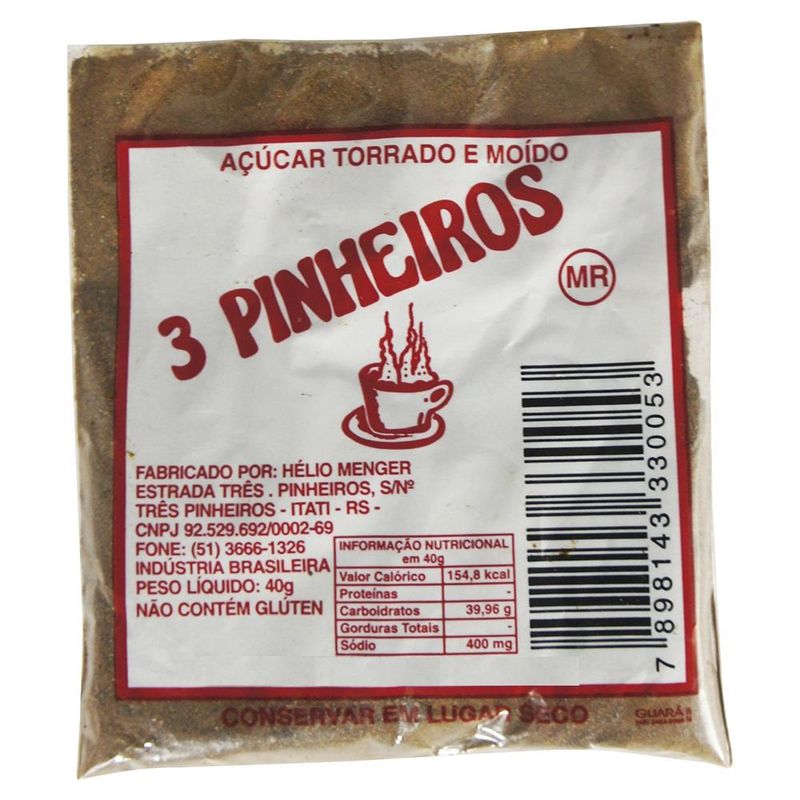 AÇÚCAR TORRADO E MOÍDO
3 PINHEIROS
MR
FABRICADO POR: HÉLIO MENGER
ESTRADA TRÊS . PINHEIROS, S/Nº
TRÊS PINHEIROS - ITATI - RS -
CNPJ 92.529.692/0002-69
FONE: (51) 3666-1326
INDÚSTRIA BRASILEIRA
PESO LÍQUIDO: 40g
NÃO CONTÉM GLÚTEN
INFORMAÇÃO NUTRICIONAL
em 40g
Valor Calórico 154,8 kcal
Proteínas -
Carboidratos 39,96 g
Gorduras Totais -
Sódio 400 mg
7 898143 330053
CONSERVAR EM LUGAR SECO
GUARÁ